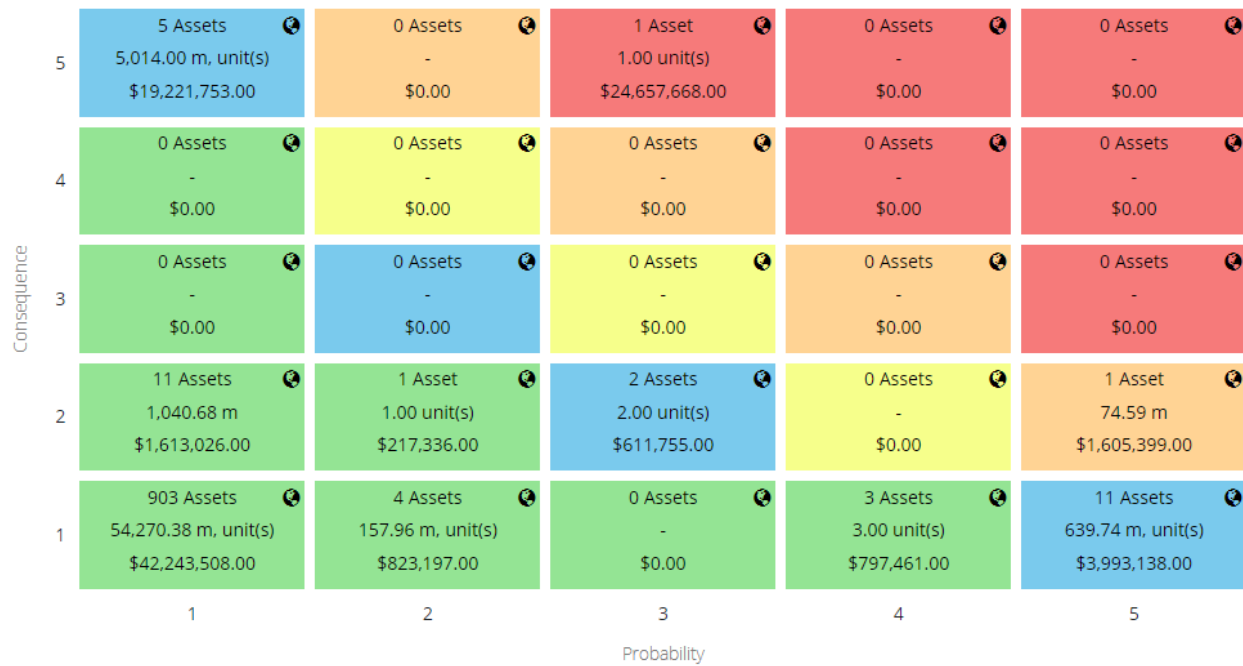 5 Assets
5,014.00 m, unit(s)
$19,221,753.00
0 Assets
-
$0.00
1 Asset
1.00 unit(s)
$24,657,668.00
0 Assets
-
$0.00
0 Assets
-
$0.00
5
0 Assets
-
$0.00
0 Assets
-
$0.00
0 Assets
-
$0.00
0 Assets
-
$0.00
0 Assets
-
$0.00
4
0 Assets
-
$0.00
0 Assets
-
$0.00
0 Assets
-
$0.00
0 Assets
-
$0.00
0 Assets
-
$0.00
3
Consequence
11 Assets
1,040.68 m
$1,613,026.00
1 Asset
1.00 unit(s)
$217,336.00
2 Assets
2.00 unit(s)
$611,755.00
0 Assets
-
$0.00
1 Asset
74.59 m
$1,605,399.00
2
903 Assets
54,270.38 m, unit(s)
$42,243,508.00
4 Assets
157.96 m, unit(s)
$823,197.00
0 Assets
-
$0.00
3 Assets
3.00 unit(s)
$797,461.00
11 Assets
639.74 m, unit(s)
$3,993,138.00
1
1 2 3 4 5
Probability